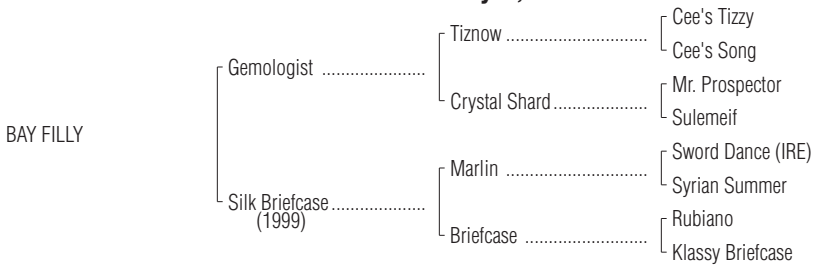 Cee's Tizzy
Tiznow
Cee's Song
Gemologist
Mr. Prospector
Crystal Shard
Sulemeif
BAY FILLY
Sword Dance (IRE)
Marlin
Syrian Summer
Silk Briefcase
(1999)
Rubiano
Briefcase
Klassy Briefcase